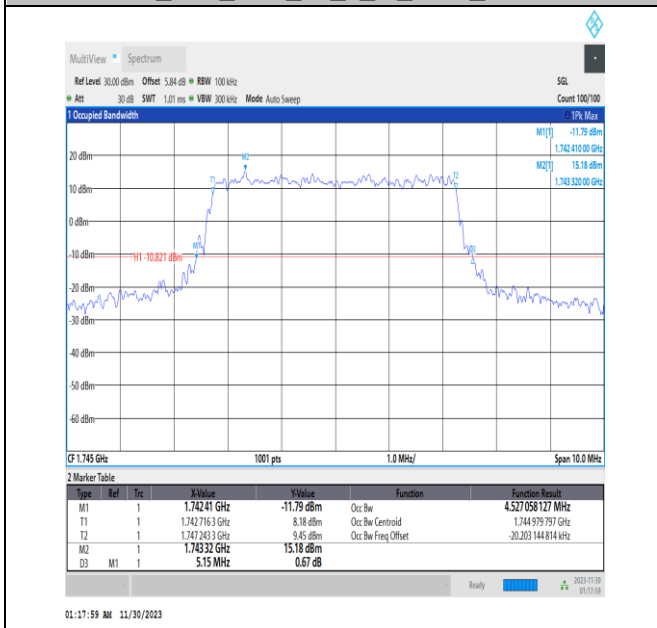 MultiView Spectrum
Ref Level 30.00 dBm Offset 5.84 dB RBW 100 kHz SGL
Att 30 dB SWT 1.01 ms VBW 300 kHz Mode Auto Sweep Count 100/100
1 Occupied Bandwidth 1Pk Max
M1[1] -11.79 dBm
1.742 410 00 GHz
M2[1] 15.18 dBm
1.743 320 00 GHz
20 dBm
M2
T1
T2
10 dBm
0 dBm
M1
D3
-10 dBm
H1 -10.821 dBm
-20 dBm
-30 dBm
-40 dBm
-50 dBm
-60 dBm
CF 1.745 GHz 1001 pts 1.0 MHz/ Span 10.0 MHz
2 Marker Table
Type Ref Trc X-Value Y-Value Function Function Result
M1 1 1.74241 GHz -11.79 dBm Occ Bw 4.527 058 127 MHz
T1 1 1.742 716 3 GHz 8.18 dBm Occ Bw Centroid 1.744 979 797 GHz
T2 1 1.747 243 3 GHz 9.45 dBm Occ Bw Freq Offset -20.203 144 814 kHz
M2 1 1.74332 GHz 15.18 dBm
D3 M1 1 5.15 MHz 0.67 dB
Ready 2023-11-30
01:17:59
01:17:59 AM 11/30/2023